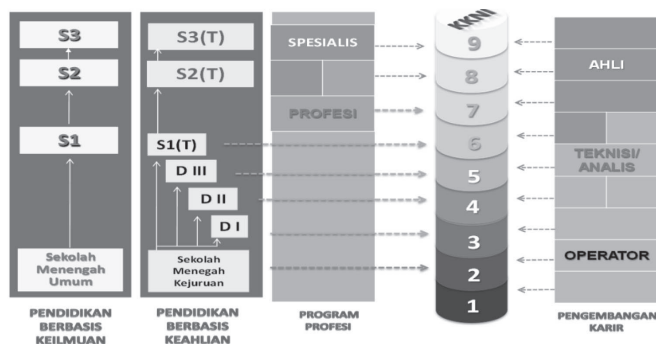 S3
S2
S1
Sekolah
Menengah
Umum
PENDIDIKAN
BERBASIS
KEILMUAN
S3(T)
S2(T)
S1(T)
D III
D II
D I
Sekolah
Menegah
Kejuruan
PENDIDIKAN
BERBASIS
KEAHLIAN
SPESIALIS
PROFESI
PROGRAM
PROFESI
KKNI
9
8
7
6
5
4
3
2
1
AHLI
TEKNISI/
ANALIS
OPERATOR
PENGEMBANGAN
KARIR